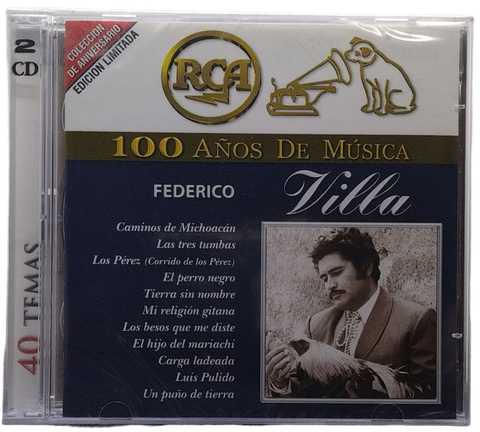 2
CD
COLECCION
DE ANIVERSARIO
EDICION LIMITADA
RCA
100 AÑOS DE MÚSICA
FEDERICO
Villa
Caminos de Michoacán
Las tres tumbas
Los Pérez (Corrido de los Pérez)
El perro negro
Tierra sin nombre
Mi religión gitana
Los besos que me diste
El hijo del mariachi
Carga ladeada
Luis Pulido
Un puño de tierra
40 TEMAS